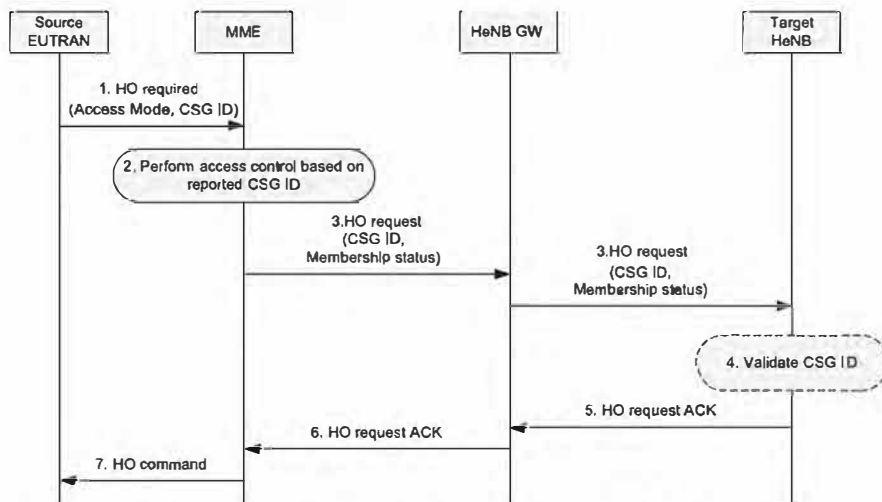 Source
EUTRAN
MME
HeNB GW
Target
HeNB
1. HO required
(Access Mode, CSG ID)
2. Perform access control based on
reported CSG ID
3.HO request
(CSG ID,
Membership status)
3.HO request
(CSG ID,
Membership status)
4. Validate CSG ID
5. HO request ACK
6. HO request ACK
7. HO command